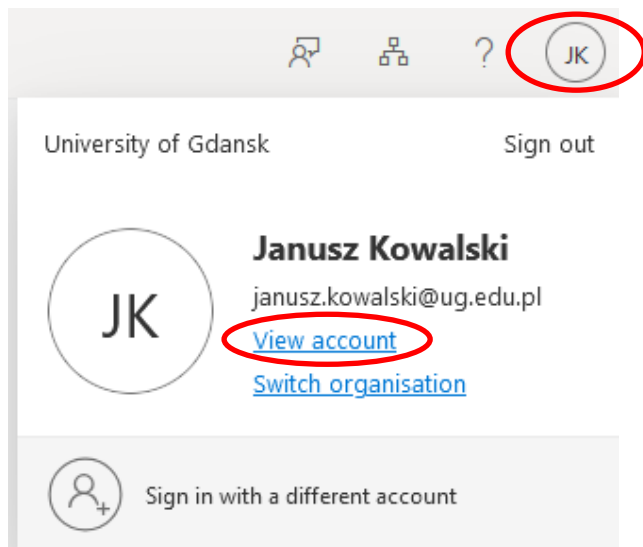 ? JK
University of Gdansk Sign out
JK
Janusz Kowalski
janusz.kowalski@ug.edu.pl
View account
Switch organisation
Sign in with a different account